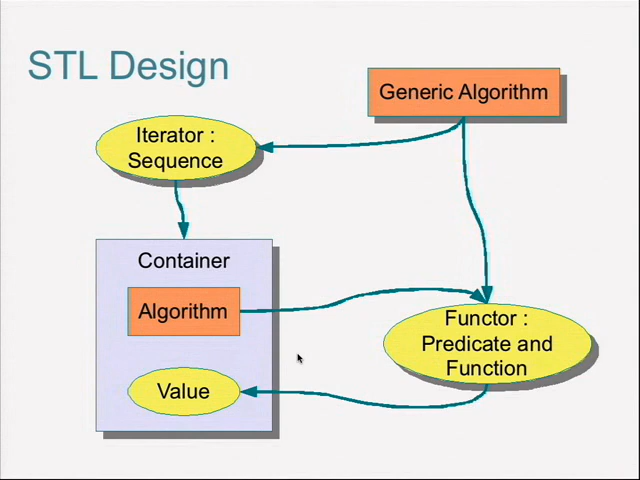 STL Design
Generic Algorithm
Iterator :
Sequence
Container
Algorithm
Functor :
Predicate and
Function
Value